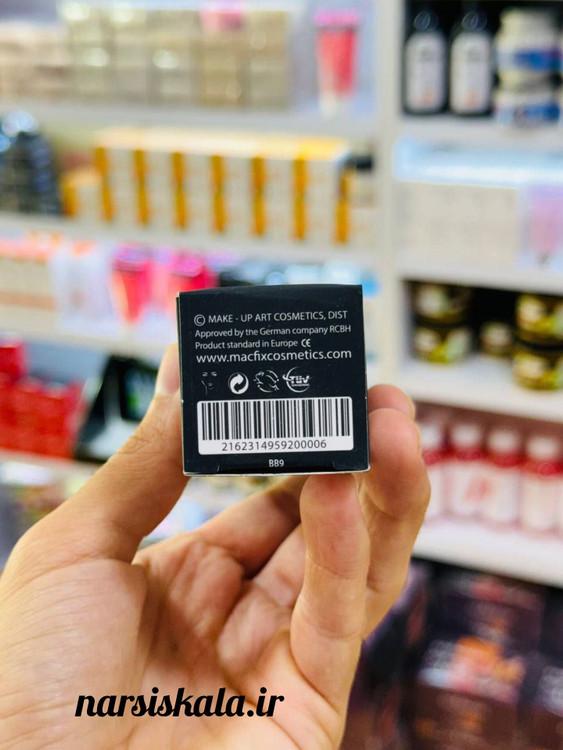 © MAKE - UP ART COSMETICS, DIST
Approved by the German company RCBH
Product standard in Europe CE
www.macfixcosmetics.com
TÜV
2162314959200006
BB9
narsiskala.ir